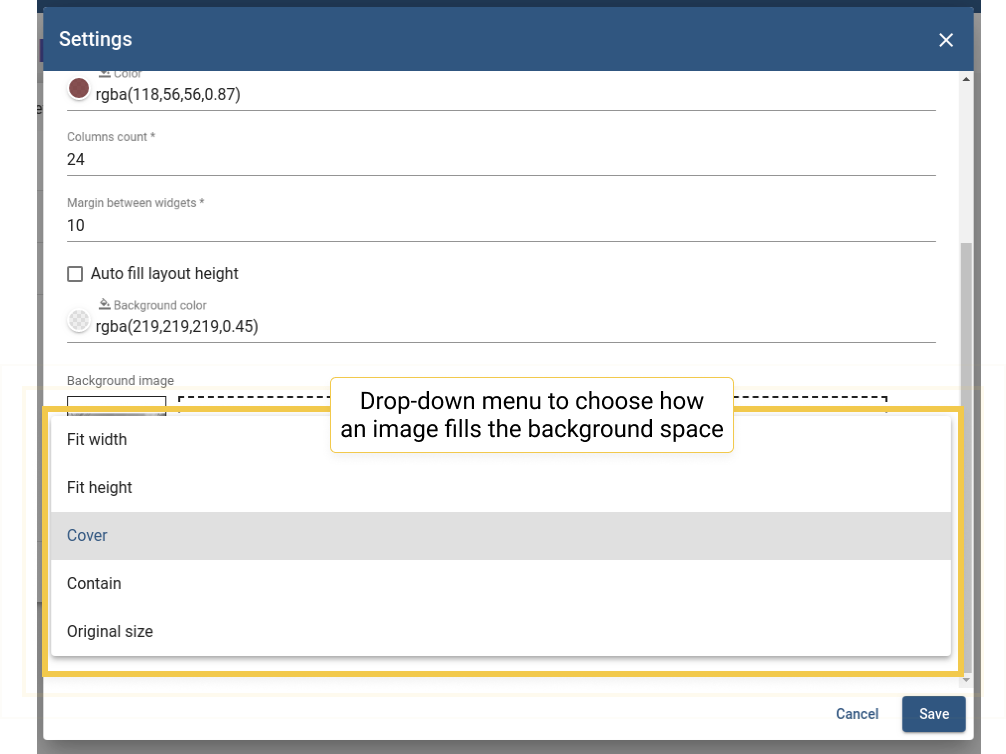 Settings
Color
rgba(118,56,56,0.87)
Columns count *
24
Margin between widgets *
10
Auto fill layout height
Background color
rgba(219,219,219,0.45)
Background image
Drop-down menu to choose how
an image fills the background space
Fit width
Fit height
Cover
Contain
Original size
Cancel
Save